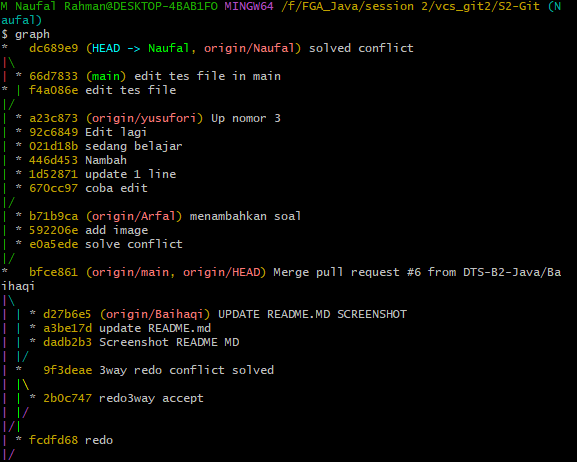 M Naufal Rahman@DESKTOP-4BAB1FO MINGW64 /f/FGA_Java/session 2/vcs_git2/S2-Git (N
aufal)
$ graph
*   dc689e9 (HEAD -> Naufal, origin/Naufal) solved conflict
|\
| * 66d7833 (main) edit tes file in main
* | f4a086e edit tes file
|/
| * a23c873 (origin/yusufori) Up nomor 3
| * 92c6849 Edit lagi
| * 021d18b sedang belajar
| * 446d453 Nambah
| * 1d52871 update 1 line
| * 670cc97 coba edit
|/
| * b71b9ca (origin/Arfal) menambahkan soal
| * 592206e add image
| * e0a5ede solve conflict
|/
*   bfce861 (origin/main, origin/HEAD) Merge pull request #6 from DTS-B2-Java/Ba
ihaqi
|\
| | * d27b6e5 (origin/Baihaqi) UPDATE README.MD SCREENSHOT
| | * a3be17d update README.md
| | * dadb2b3 Screenshot README MD
| |/
| *   9f3deae 3way redo conflict solved
| |\
| | * 2b0c747 redo3way accept
| |/
|/|
| * fcdfd68 redo
|/